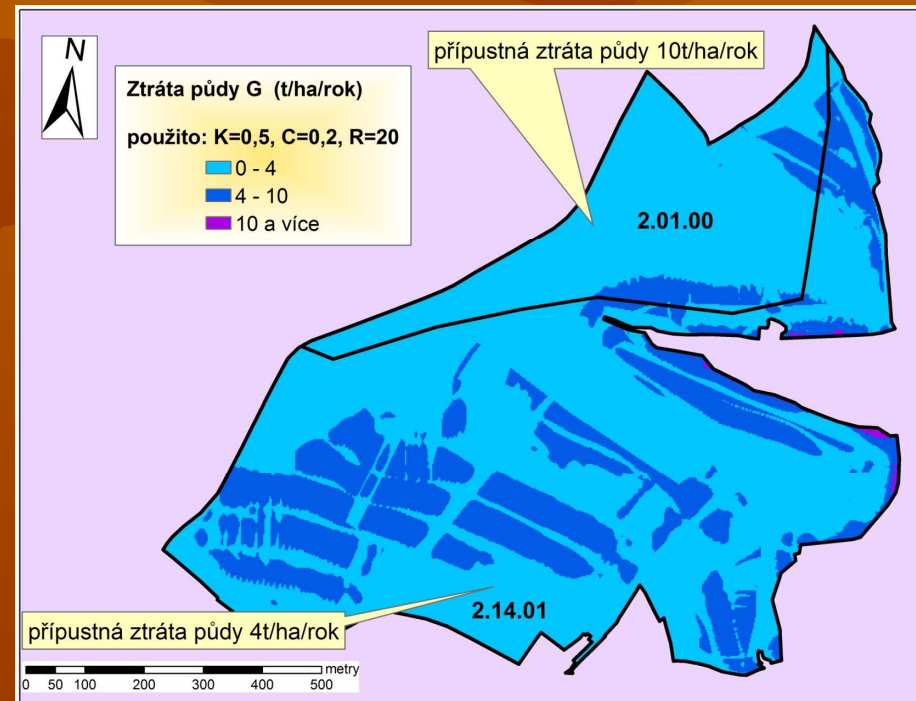 N
přípustná ztráta půdy 10t/ha/rok
Ztráta půdy G (t/ha/rok)
použito: K=0,5, C=0,2, R=20
0 - 4
4 - 10
10 a více
2.01.00
2.14.01
přípustná ztráta půdy 4t/ha/rok
metry
0 50 100 200 300 400 500